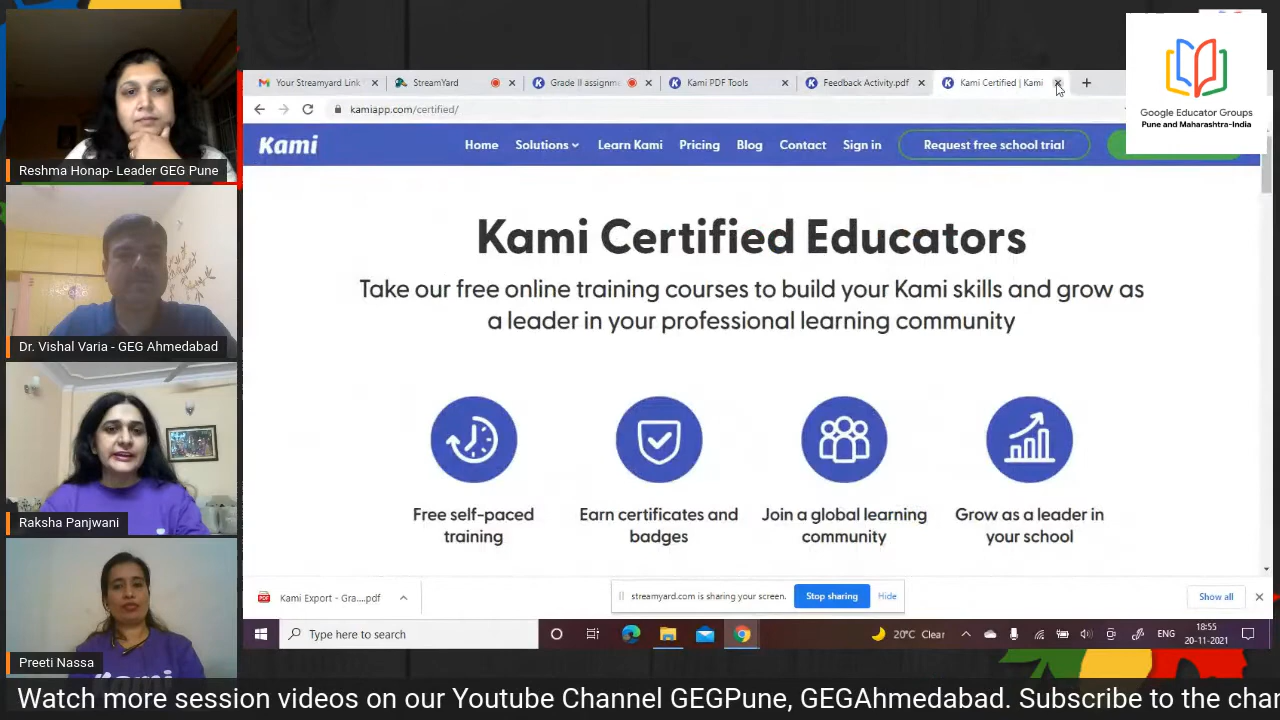 Reshma Honap- Leader GEG Pune
Dr. Vishal Varia - GEG Ahmedabad
Raksha Panjwani
Preeti Nassa
Kami
Your Streamyard Link
StreamYard
Grade II assignm
Kami PDF Tools
Feedback Activity.pdf
Kami Certified | Kami
kamiapp.com/certified/
Kami
Home Solutions Learn Kami Pricing Blog Contact Sign in Request free school trial
Kami Certified Educators
Take our free online training courses to build your Kami skills and grow as
a leader in your professional learning community
Free self-paced
training
Earn certificates and
badges
Join a global learning
community
Grow as a leader in
your school
PDF
Kami Export - Gra....pdf
streamyard.com is sharing your screen.
Stop sharing
Hide
Show all
Type here to search
20°C Clear
ENG
18:55
20-11-2021
Google Educator Groups
Pune and Maharashtra-India
Watch more session videos on our Youtube Channel GEGPune, GEGAhmedabad. Subscribe to the char